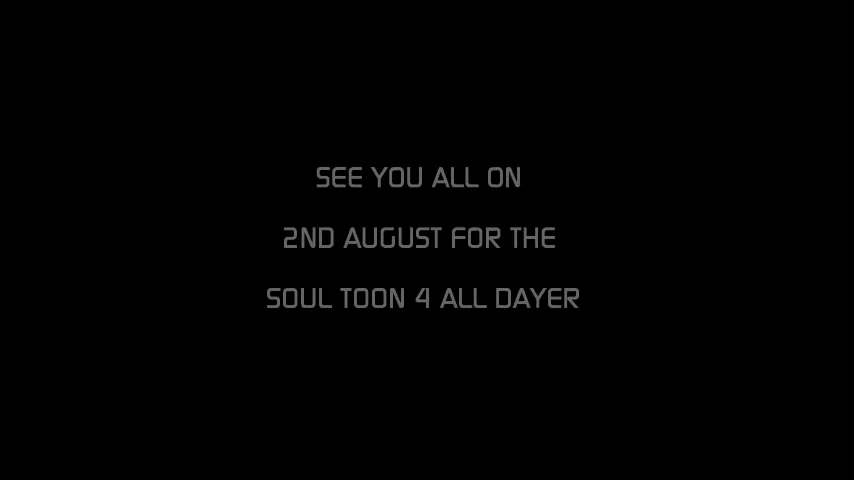 SEE YOU ALL ON
2ND AUGUST FOR THE
SOUL TOON 4 ALL DAYER